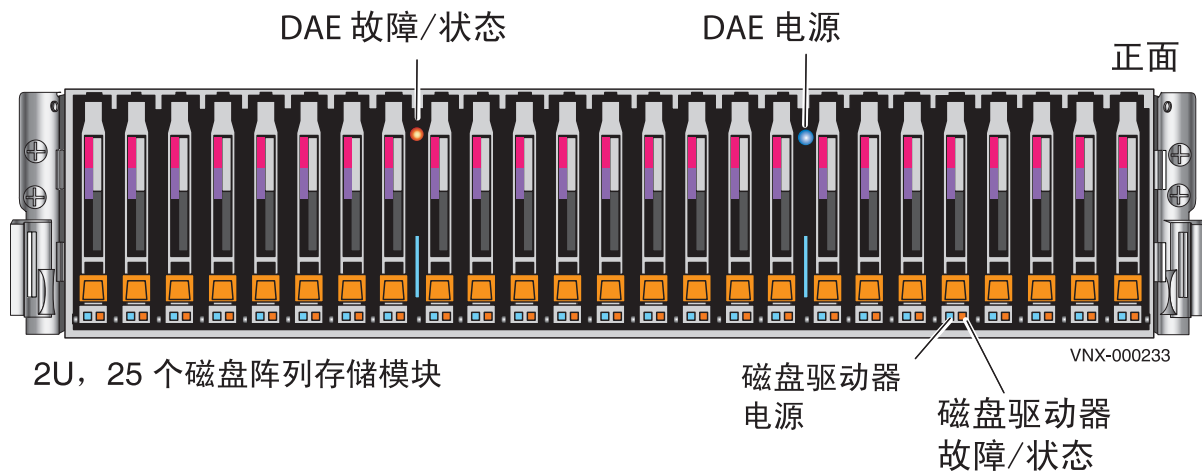 DAE 故障/状态
DAE 电源
正面
VNX-000233
2U，25 个磁盘阵列存储模块
磁盘驱动器
电源
磁盘驱动器
故障/状态